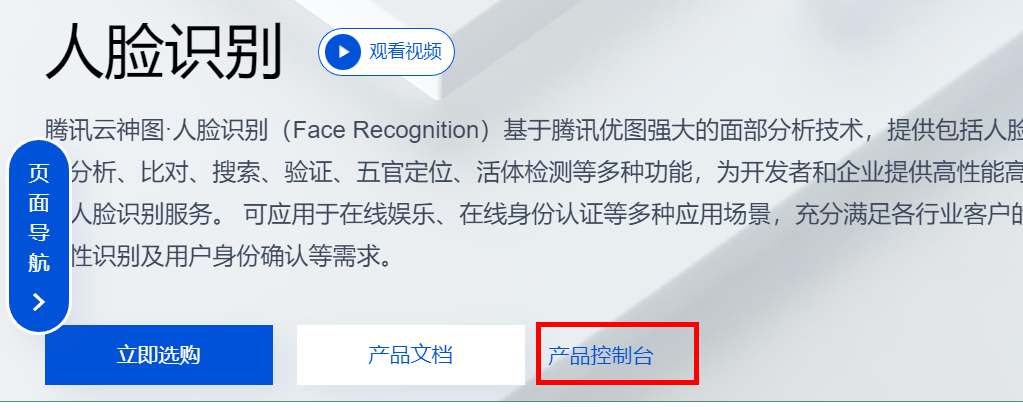 人脸识别
观看视频
腾讯云神图·人脸识别（Face Recognition）基于腾讯优图强大的面部分析技术，提供包括人脸
分析、比对、搜索、验证、五官定位、活体检测等多种功能，为开发者和企业提供高性能高
人脸识别服务。 可应用于在线娱乐、在线身份认证等多种应用场景，充分满足各行业客户的
性识别及用户身份确认等需求。
页
面
导
航
立即选购
产品文档
产品控制台